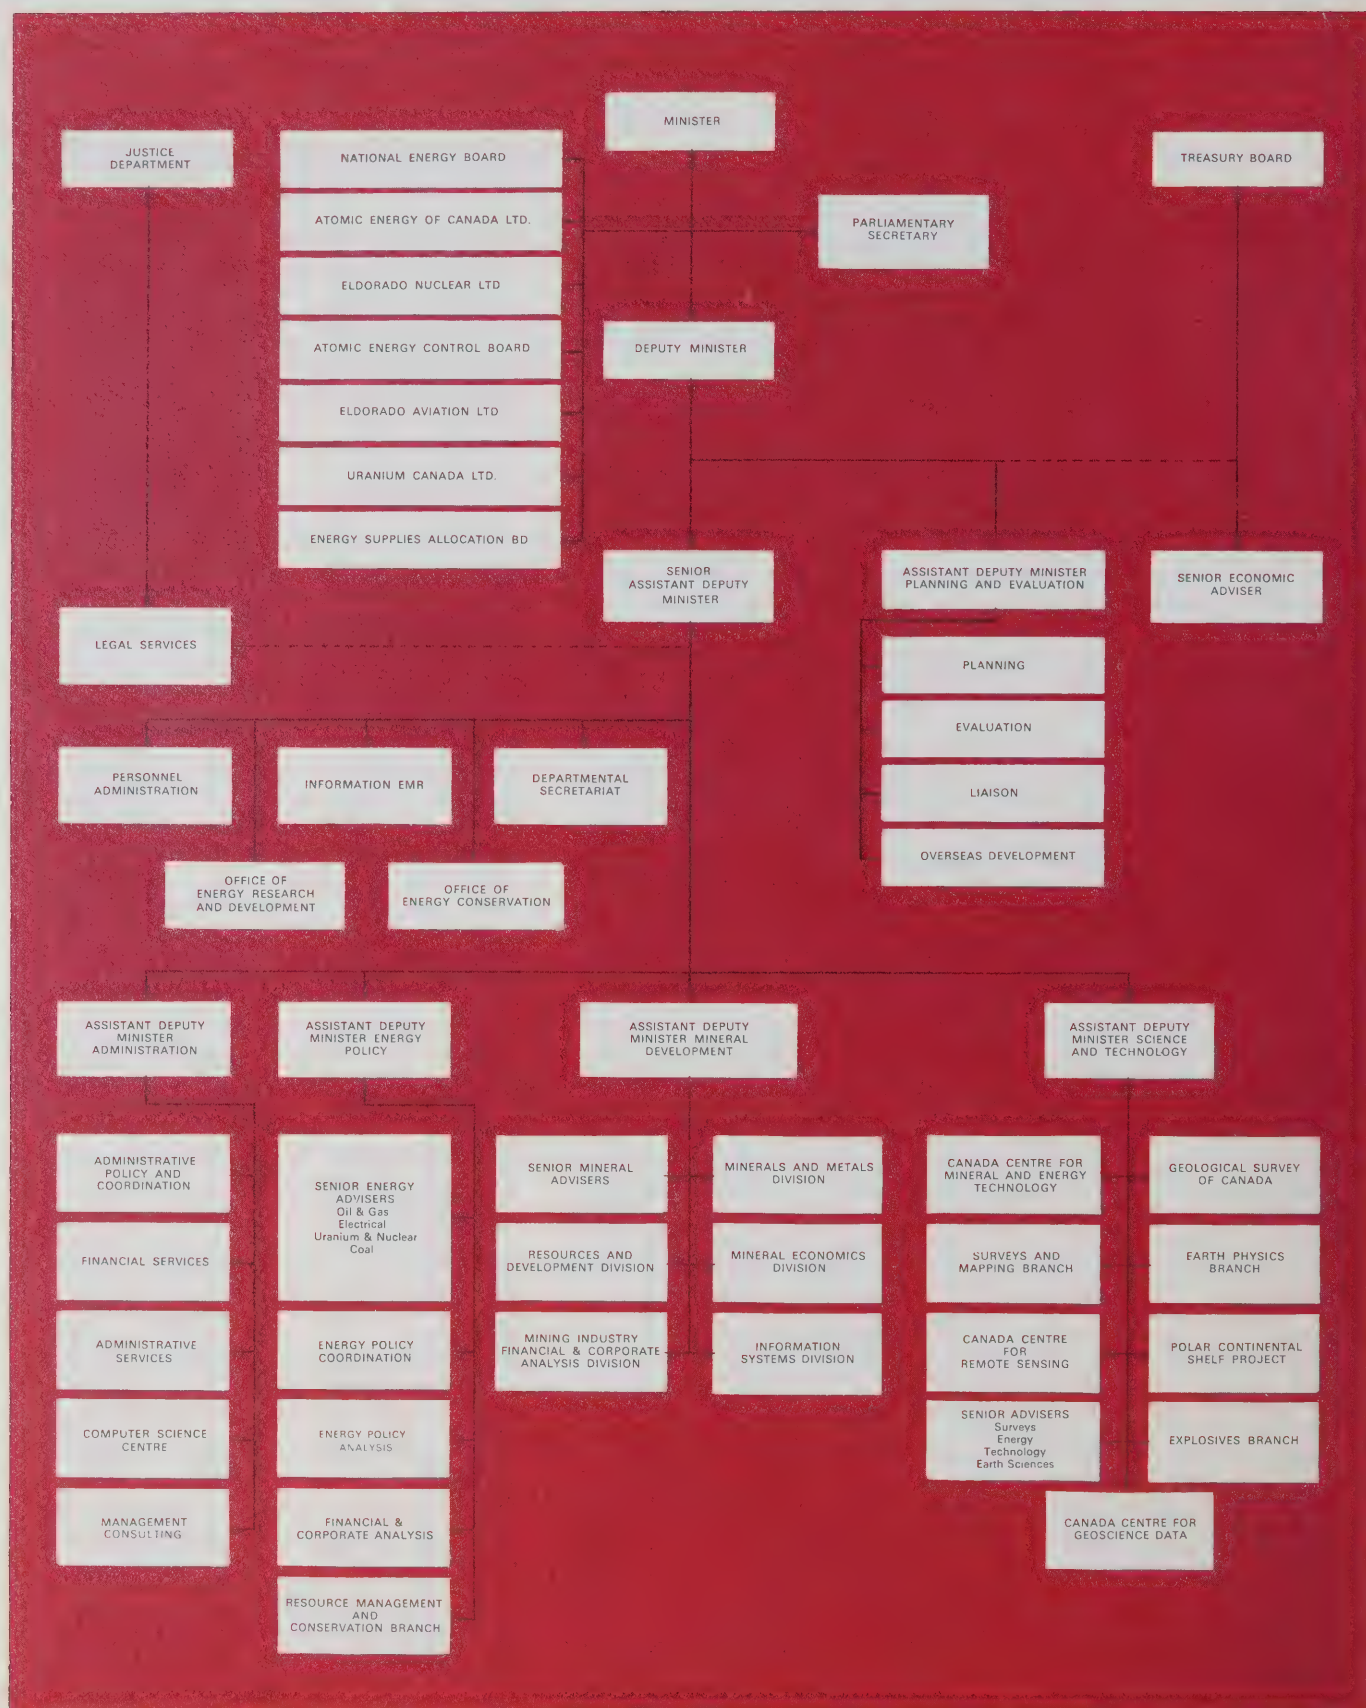 MINISTER
JUSTICE
DEPARTMENT
NATIONAL ENERGY BOARD
TREASURY BOARD
ATOMIC ENERGY OF CANADA LTD.
PARLIAMENTARY
SECRETARY
ELDORADO NUCLEAR LTD
ATOMIC ENERGY CONTROL BOARD
DEPUTY MINISTER
ELDORADO AVIATION LTD
URANIUM CANADA LTD.
ENERGY SUPPLIES ALLOCATION BD
SENIOR
ASSISTANT DEPUTY
MINISTER
ASSISTANT DEPUTY MINISTER
PLANNING AND EVALUATION
SENIOR ECONOMIC
ADVISER
LEGAL SERVICES
PLANNING
EVALUATION
LIAISON
OVERSEAS DEVELOPMENT
PERSONNEL
ADMINISTRATION
INFORMATION EMR
DEPARTMENTAL
SECRETARIAT
OFFICE OF
ENERGY RESEARCH
AND DEVELOPMENT
OFFICE OF
ENERGY CONSERVATION
ASSISTANT DEPUTY
MINISTER
ADMINISTRATION
ASSISTANT DEPUTY
MINISTER ENERGY
POLICY
ASSISTANT DEPUTY
MINISTER MINERAL
DEVELOPMENT
ASSISTANT DEPUTY
MINISTER SCIENCE
AND TECHNOLOGY
ADMINISTRATIVE
POLICY AND
COORDINATION
FINANCIAL SERVICES
ADMINISTRATIVE
SERVICES
COMPUTER SCIENCE
CENTRE
MANAGEMENT
CONSULTING
SENIOR ENERGY
ADVISERS
Oil & Gas
Electrical
Uranium & Nuclear
Coal
ENERGY POLICY
COORDINATION
ENERGY POLICY
ANALYSIS
FINANCIAL &
CORPORATE ANALYSIS
RESOURCE MANAGEMENT
AND
CONSERVATION BRANCH
SENIOR MINERAL
ADVISERS
MINERALS AND METALS
DIVISION
RESOURCES AND
DEVELOPMENT DIVISION
MINERAL ECONOMICS
DIVISION
MINING INDUSTRY
FINANCIAL & CORPORATE
ANALYSIS DIVISION
INFORMATION
SYSTEMS DIVISION
CANADA CENTRE FOR
MINERAL AND ENERGY
TECHNOLOGY
GEOLOGICAL SURVEY
OF CANADA
SURVEYS AND
MAPPING BRANCH
EARTH PHYSICS
BRANCH
CANADA CENTRE
FOR
REMOTE SENSING
POLAR CONTINENTAL
SHELF PROJECT
SENIOR ADVISERS
Surveys
Energy
Technology
Earth Sciences
EXPLOSIVES BRANCH
CANADA CENTRE FOR
GEOSCIENCE DATA